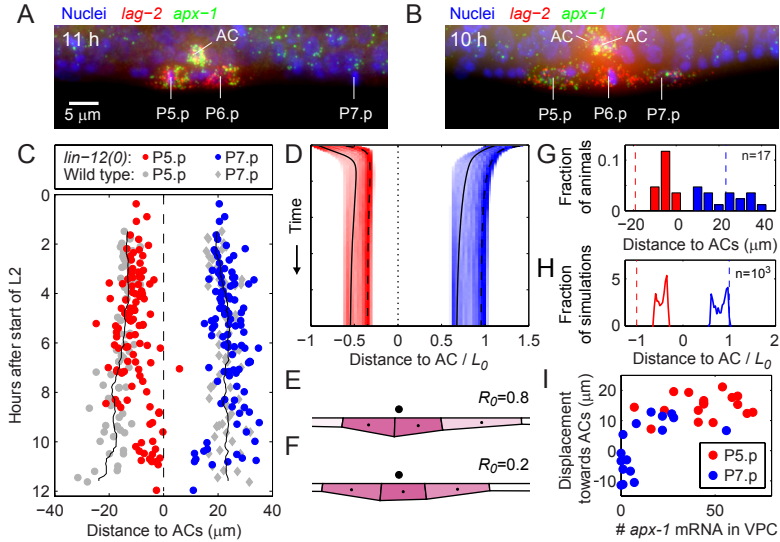 A
Nuclei lag-2 apx-1
11 h
AC
P5.p P6.p P7.p
5 μm
B
Nuclei lag-2 apx-1
10 h
AC AC
P5.p P6.p P7.p
C
lin-12(0): P5.p P7.p
Wild type: P5.p P7.p
Hours after start of L2
0
2
4
6
8
10
12
−40 −20 0 20 40
Distance to ACs (μm)
D
Time
−1 −0.5 0 0.5 1 1.5
Distance to AC / L0
E
R0=0.8
F
R0=0.2
G
Fraction of animals
0.1
0
n=17
−20 0 20 40
Distance to ACs (μm)
H
Fraction of simulations
5
0
n=10³
−1 0 1 2
Distance to AC / L0
I
Displacement towards ACs (μm)
20
10
0
−10
P5.p
P7.p
0 50
# apx-1 mRNA in VPC